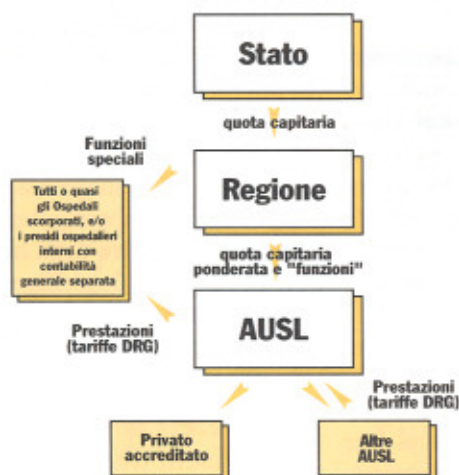 Stato
quota capitaria
Funzioni
speciali
Regione
Tutti o quasi
gli Ospedali
scorporati, e/o
i presidi ospedalieri
interni con
contabilità
generale separata
quota capitaria
ponderata e "funzioni"
AUSL
Prestazioni
(tariffe DRG)
Prestazioni
(tariffe DRG)
Privato
accreditato
Altre
AUSL